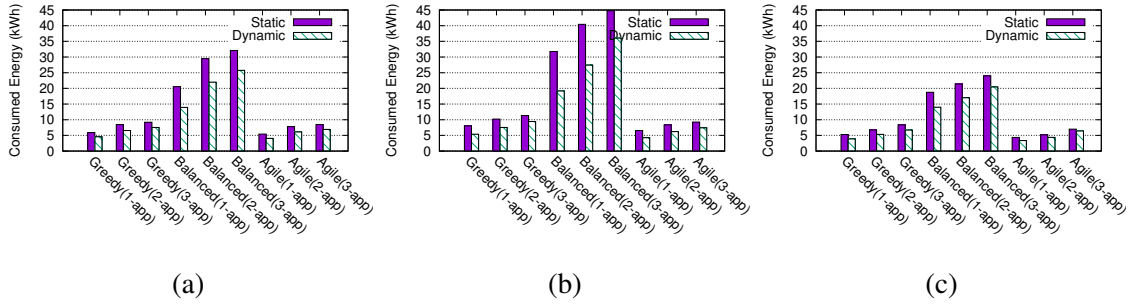 Consumed Energy (kWh)
45
40
35
30
25
20
15
10
5
0
Static
Dynamic
Greedy(1-app)
Greedy(2-app)
Greedy(3-app)
Balanced(1-app)
Balanced(2-app)
Balanced(3-app)
Agile(1-app)
Agile(2-app)
Agile(3-app)
(a)
Consumed Energy (kWh)
45
40
35
30
25
20
15
10
5
0
Static
Dynamic
Greedy(1-app)
Greedy(2-app)
Greedy(3-app)
Balanced(1-app)
Balanced(2-app)
Balanced(3-app)
Agile(1-app)
Agile(2-app)
Agile(3-app)
(b)
Consumed Energy (kWh)
45
40
35
30
25
20
15
10
5
0
Static
Dynamic
Greedy(1-app)
Greedy(2-app)
Greedy(3-app)
Balanced(1-app)
Balanced(2-app)
Balanced(3-app)
Agile(1-app)
Agile(2-app)
Agile(3-app)
(c)